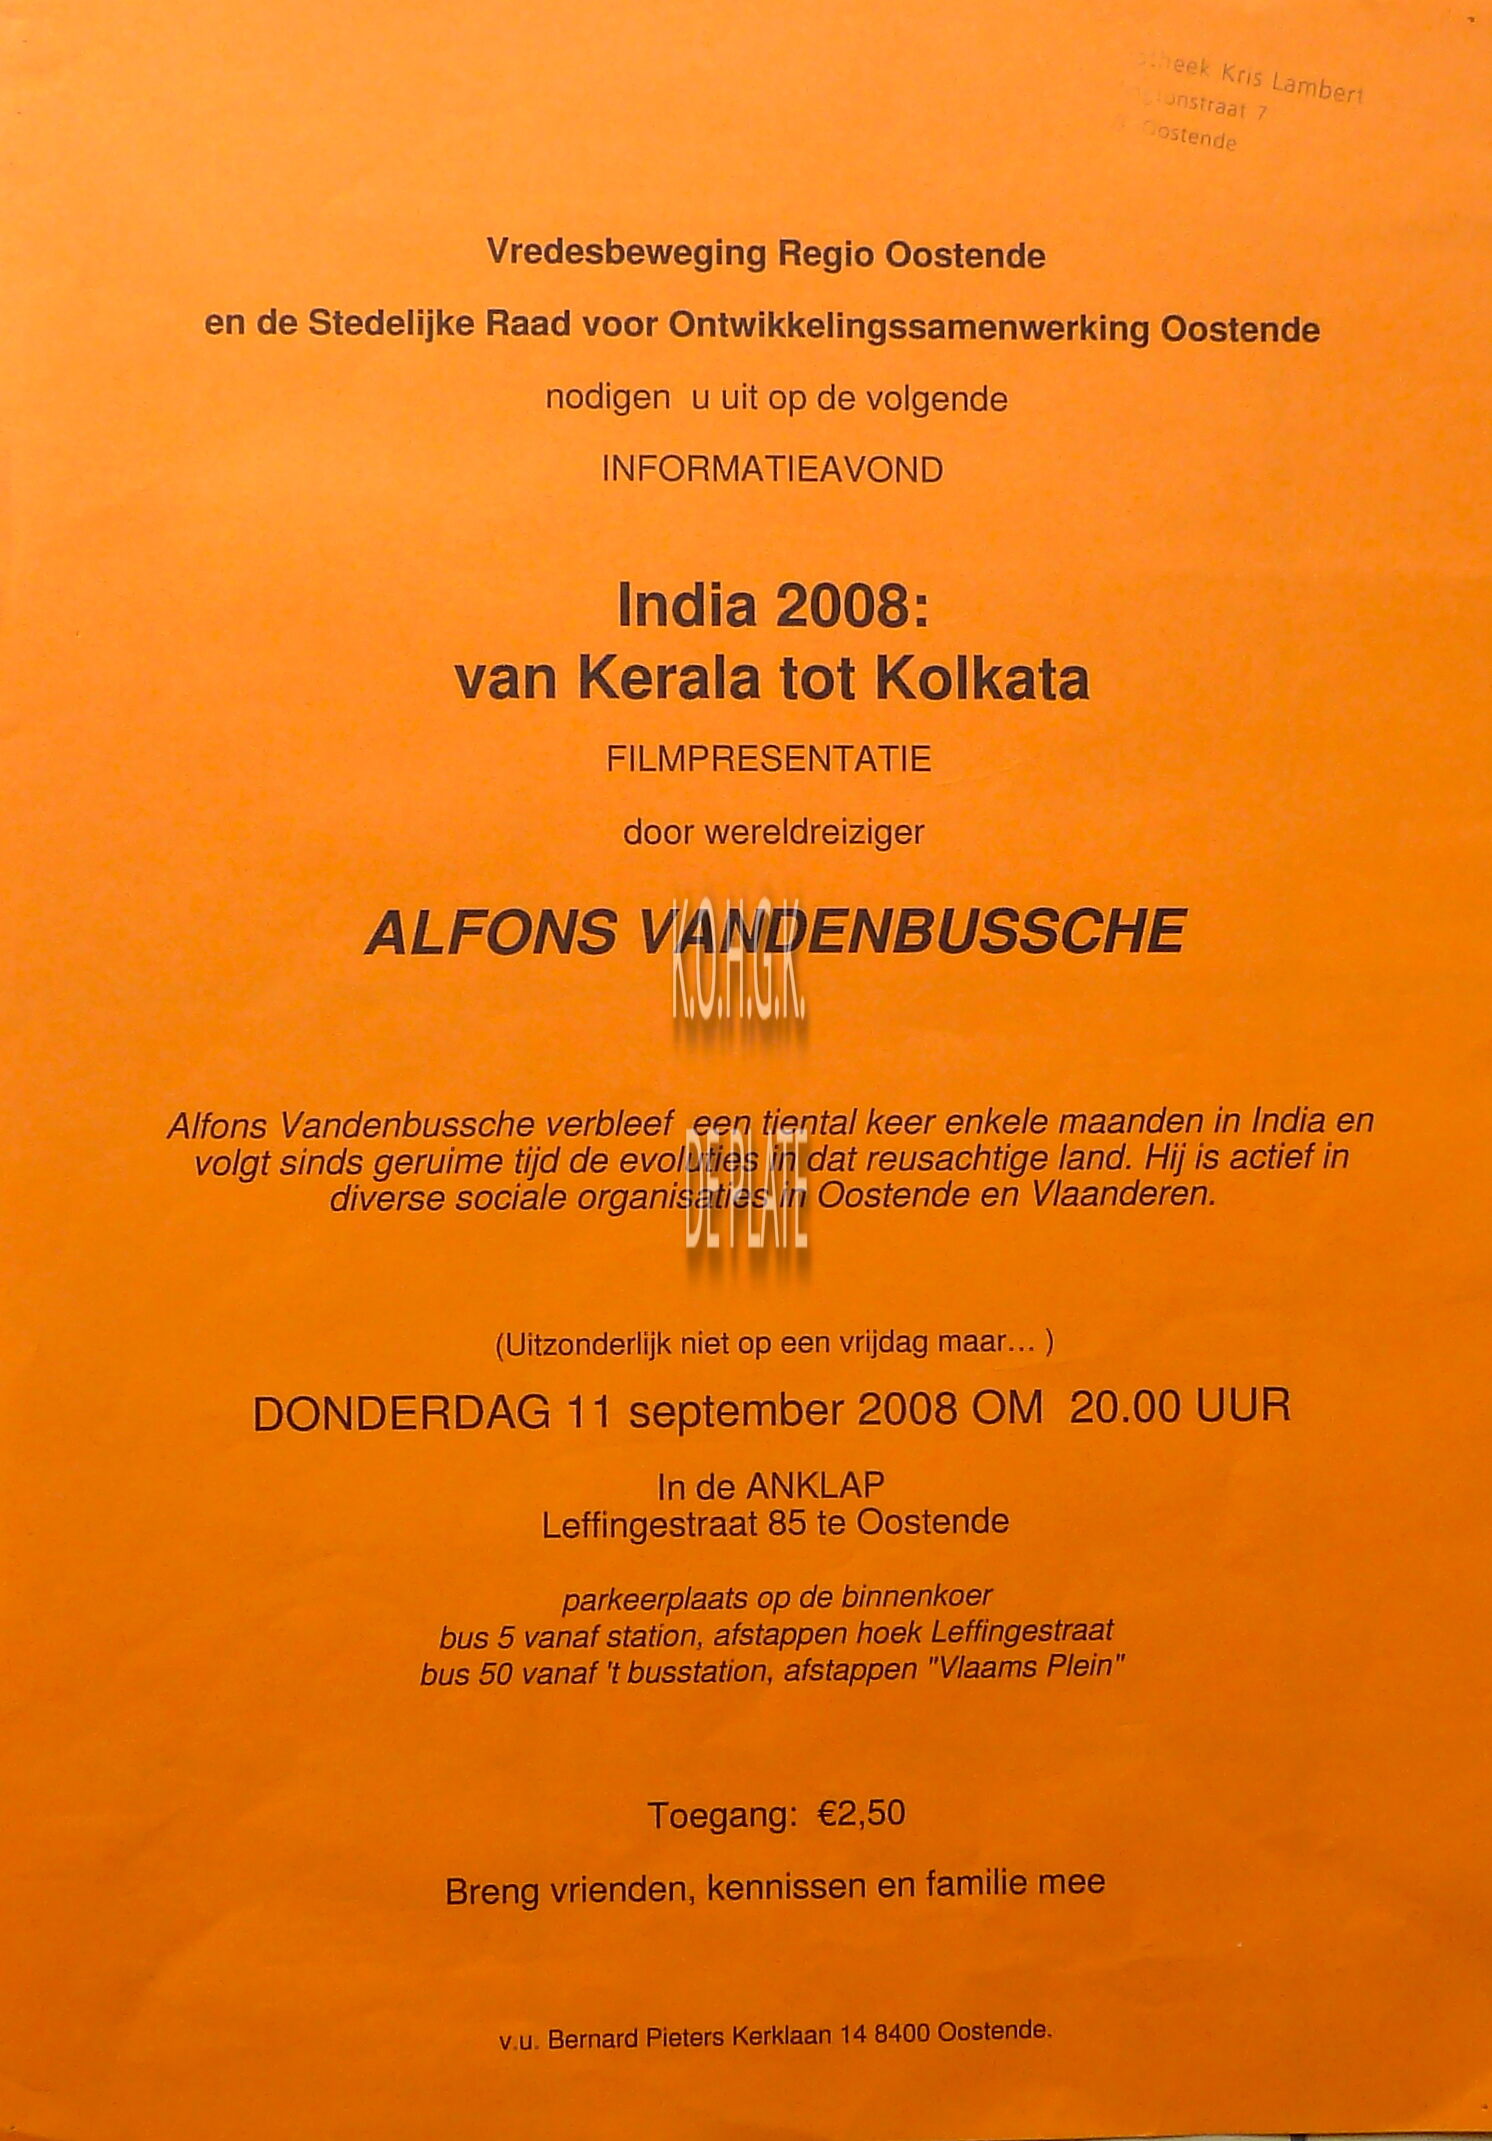 Kris Lambert
7
Oostende
Vredesbeweging Regio Oostende
en de Stedelijke Raad voor Ontwikkelingssamenwerking Oostende
nodigen u uit op de volgende
INFORMATIEAVOND
India 2008:
van Kerala tot Kolkata
FILMPRESENTATIE
door wereldreiziger
ALFONS VANDENBUSSCHE
K.O.H.G.K.
Alfons Vandenbussche verbleef een tiental keer enkele maanden in India en
volgt sinds geruime tijd de evoluties in dat reusachtige land. Hij is actief in
diverse sociale organisaties in Oostende en Vlaanderen.
DE PLATE
(Uitzonderlijk niet op een vrijdag maar... )
DONDERDAG 11 september 2008 OM 20.00 UUR
In de ANKLAP
Leffingestraat 85 te Oostende
parkeerplaats op de binnenkoer
bus 5 vanaf station, afstappen hoek Leffingestraat
bus 50 vanaf 't busstation, afstappen "Vlaams Plein"
Toegang: €2,50
Breng vrienden, kennissen en familie mee
v.u. Bernard Pieters Kerklaan 14 8400 Oostende.